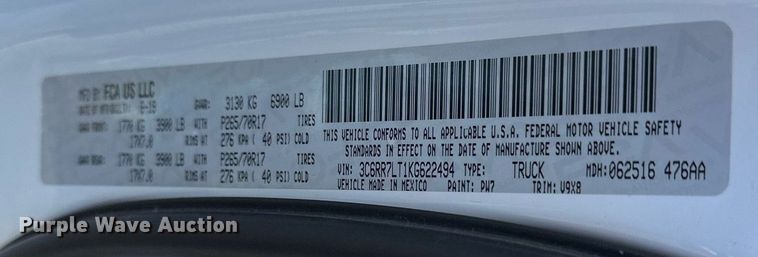 MFD BY: FCA US LLC
DATE OF MFR 6-19 GVWR: 3130 KG 6900 LB
GAWR FRONT: 1770 KG 3900 LB WITH P265/70R17 TIRES
17X7.0 RIMS AT 276 KPA ( 40 PSI) COLD
GAWR REAR: 1770 KG 3900 LB WITH P265/70R17 TIRES
17X7.0 RIMS AT 276 KPA ( 40 PSI) COLD
THIS VEHICLE CONFORMS TO ALL APPLICABLE U.S.A. FEDERAL MOTOR VEHICLE SAFETY
STANDARDS IN EFFECT ON THE DATE OF MANUFACTURE SHOWN ABOVE.
VIN: 3C6RR7LT1KG622494 TYPE: TRUCK MDH: 062516 476AA
VEHICLE MADE IN MEXICO PAINT: PW7 TRIM: V9X8
Purple Wave Auction